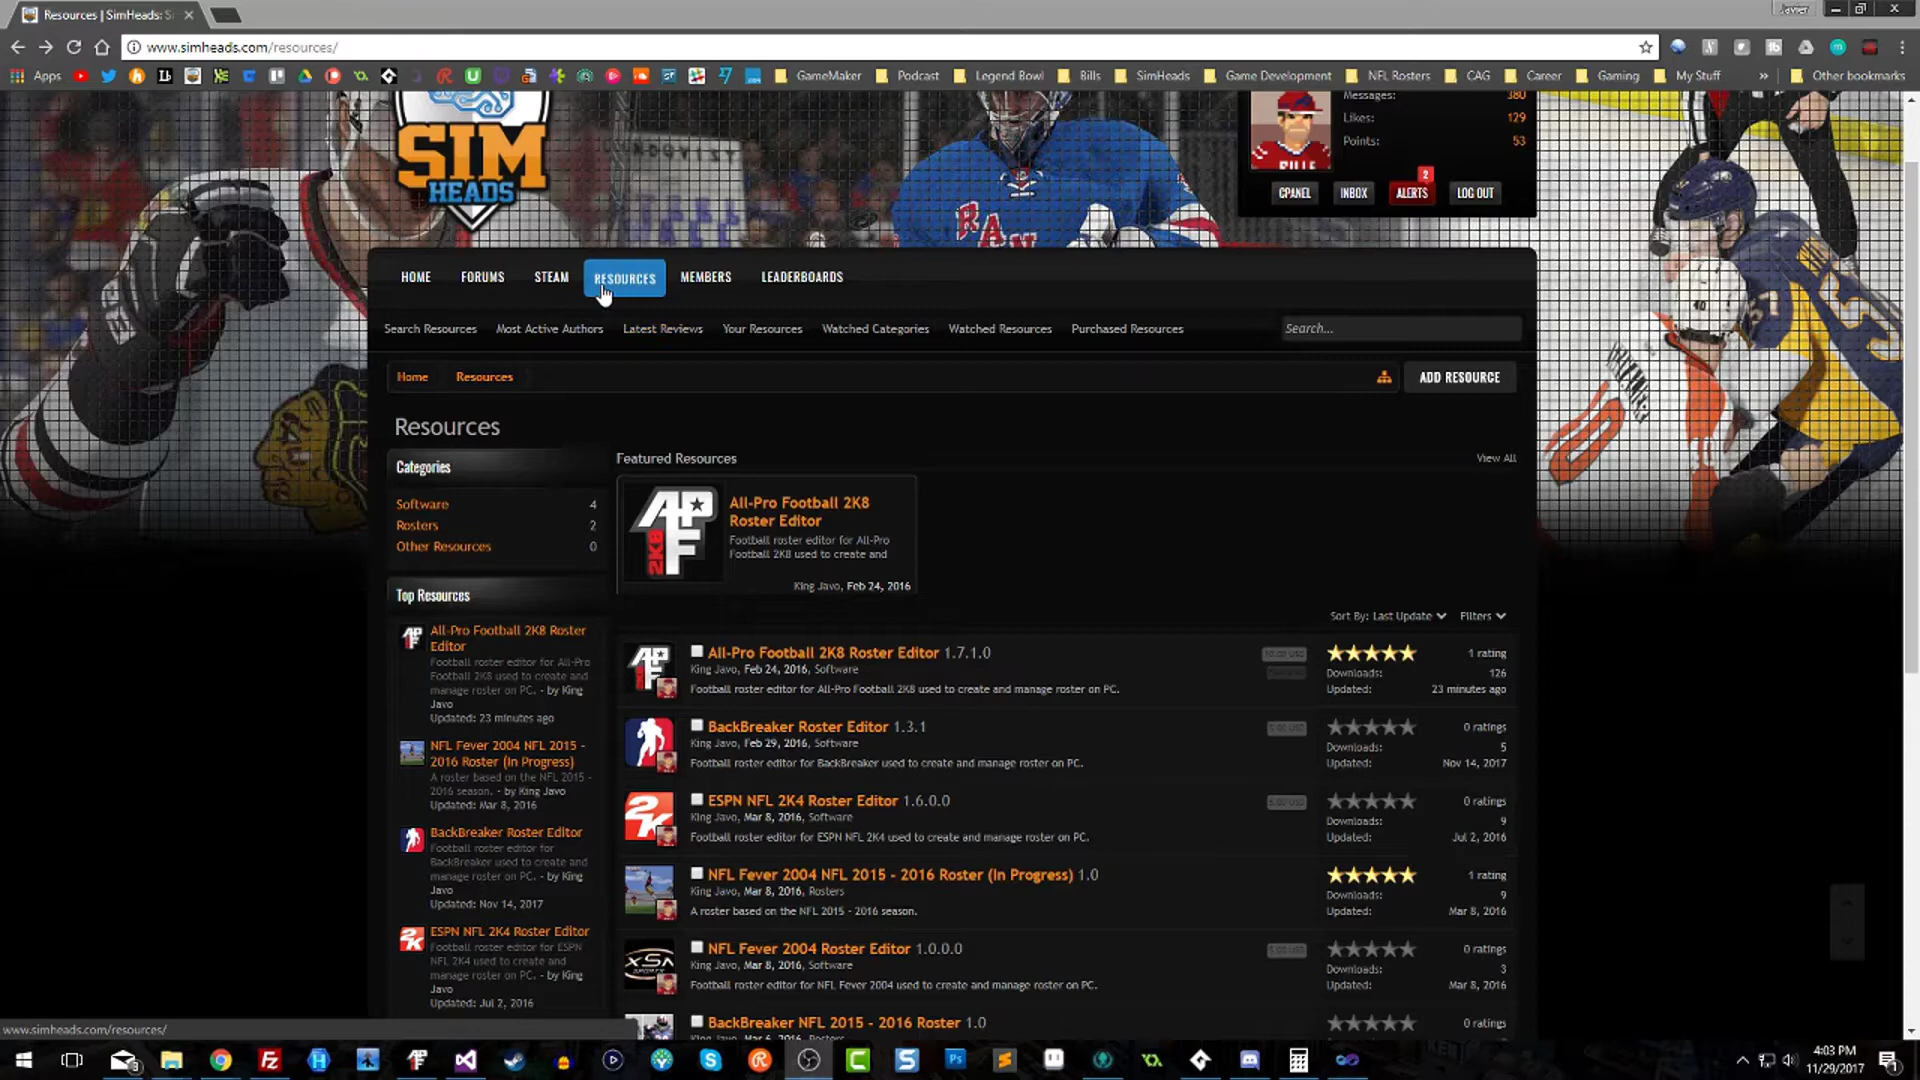 Resources | SimHeads: Si
Javier
www.simheads.com/resources/
Apps
GameMaker
Podcast
Legend Bowl
Bills
SimHeads
Game Development
NFL Rosters
CAG
Career
Gaming
My Stuff
»
Other bookmarks
SIM
HEADS
RAN
Messages: 380
Likes: 129
Points: 53
BILLS
2
CPANEL INBOX ALERTS LOG OUT
HOME FORUMS STEAM RESOURCES MEMBERS LEADERBOARDS
Search Resources Most Active Authors Latest Reviews Your Resources Watched Categories Watched Resources Purchased Resources Search...
Home Resources ADD RESOURCE
Resources
Categories
Software 4
Rosters 2
Other Resources 0
Top Resources
All-Pro Football 2K8 Roster
Editor
Football roster editor for All-Pro
Football 2K8 used to create and
manage roster on PC. - by King
Javo
Updated: 23 minutes ago
NFL Fever 2004 NFL 2015 -
2016 Roster (In Progress)
A roster based on the NFL 2015 -
2016 season. - by King Javo
Updated: Mar 8, 2016
BackBreaker Roster Editor
Football roster editor for
BackBreaker used to create and
manage roster on PC. - by King
Javo
Updated: Nov 14, 2017
ESPN NFL 2K4 Roster Editor
Football roster editor for ESPN
NFL 2K4 used to create and
manage roster on PC. - by King
Javo
Updated: Jul 2, 2016
Featured Resources View All
APF 2K8
All-Pro Football 2K8
Roster Editor
Football roster editor for All-Pro
Football 2K8 used to create and
King Javo, Feb 24, 2016
Sort By: Last Update Filters
All-Pro Football 2K8 Roster Editor 1.7.1.0
King Javo, Feb 24, 2016, Software
Football roster editor for All-Pro Football 2K8 used to create and manage roster on PC.
1 rating
Downloads: 126
Updated: 23 minutes ago
BackBreaker Roster Editor 1.3.1
King Javo, Feb 29, 2016, Software
Football roster editor for BackBreaker used to create and manage roster on PC.
0 ratings
Downloads: 5
Updated: Nov 14, 2017
2K
ESPN NFL 2K4 Roster Editor 1.6.0.0
King Javo, Mar 8, 2016, Software
Football roster editor for ESPN NFL 2K4 used to create and manage roster on PC.
0 ratings
Downloads: 9
Updated: Jul 2, 2016
NFL Fever 2004 NFL 2015 - 2016 Roster (In Progress) 1.0
King Javo, Mar 8, 2016, Rosters
A roster based on the NFL 2015 - 2016 season.
1 rating
Downloads: 9
Updated: Mar 8, 2016
XSN
SPORTS
NFL Fever 2004 Roster Editor 1.0.0.0
King Javo, Mar 8, 2016, Software
Football roster editor for NFL Fever 2004 used to create and manage roster on PC.
0 ratings
Downloads: 3
Updated: Mar 8, 2016
BackBreaker NFL 2015 - 2016 Roster 1.0
0 ratings
www.simheads.com/resources/
4:03 PM
11/29/2017